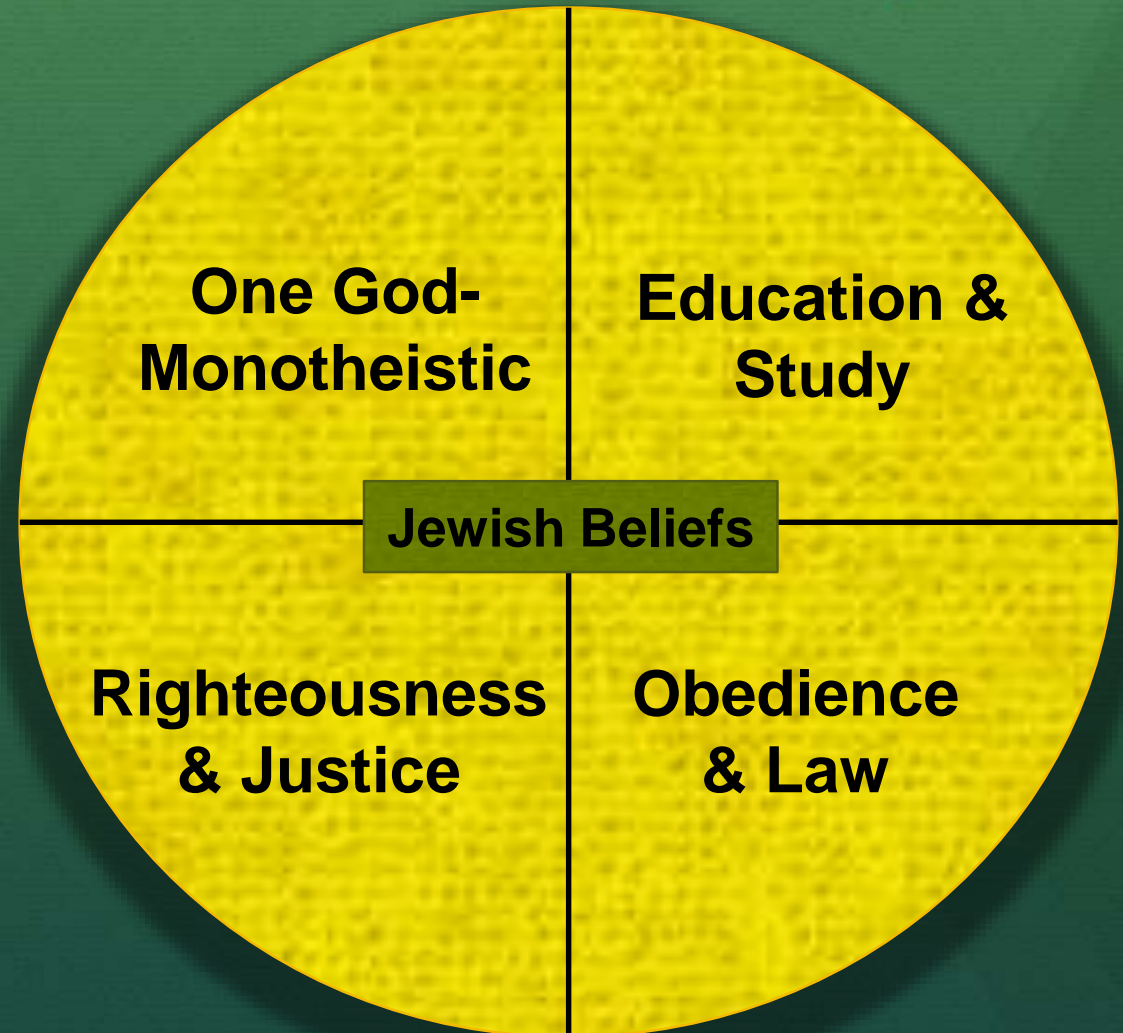 One God-
Monotheistic
Education &
Study
Jewish Beliefs
Righteousness
& Justice
Obedience
& Law